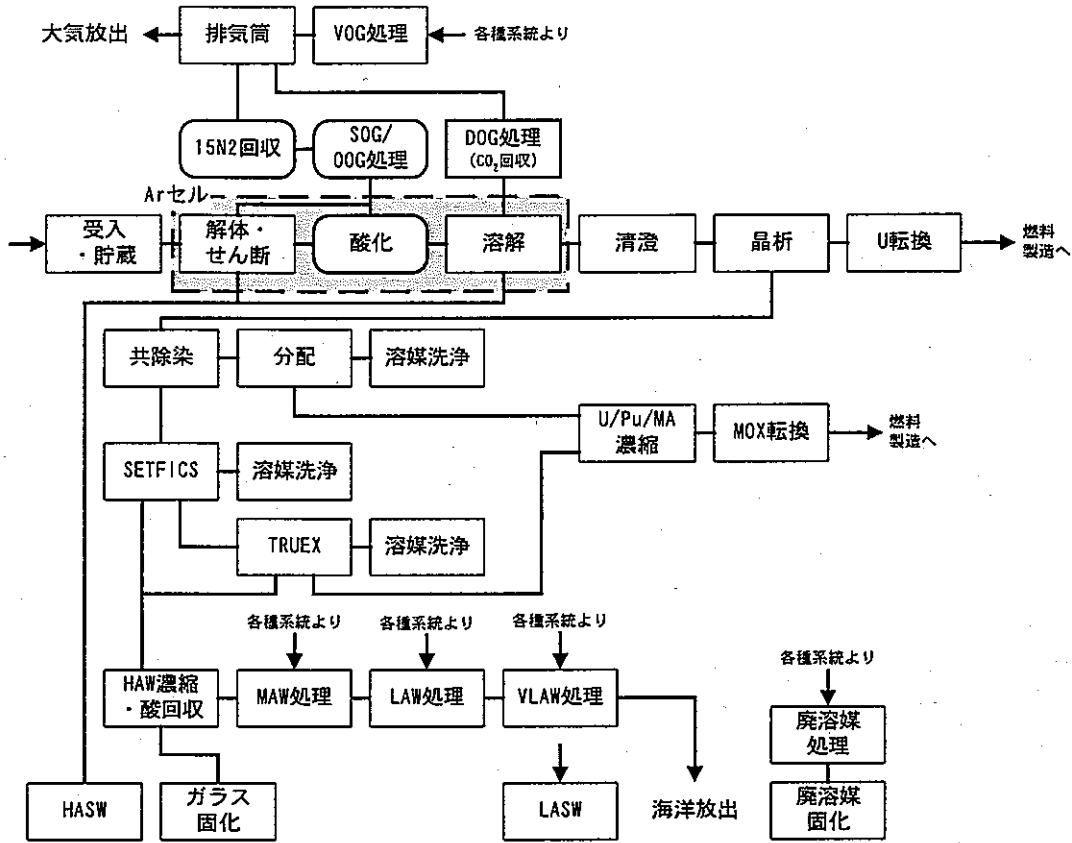 大気放出
排気筒
VOG処理
各種系統より
15N2回収
SOG/
OOG処理
DOG処理
(CO₂回収)
Arセル
受入
・貯蔵
解体・
せん断
酸化
溶解
清澄
晶析
U転換
燃料
製造へ
共除染
分配
溶媒洗浄
U/Pu/MA
濃縮
MOX転換
燃料
製造へ
SETFICS
溶媒洗浄
TRUEX
溶媒洗浄
各種系統より
各種系統より
各種系統より
各種系統より
HAW濃縮
・酸回収
MAW処理
LAW処理
VLAW処理
廃溶媒
処理
HASW
ガラス
固化
LASW
海洋放出
廃溶媒
固化